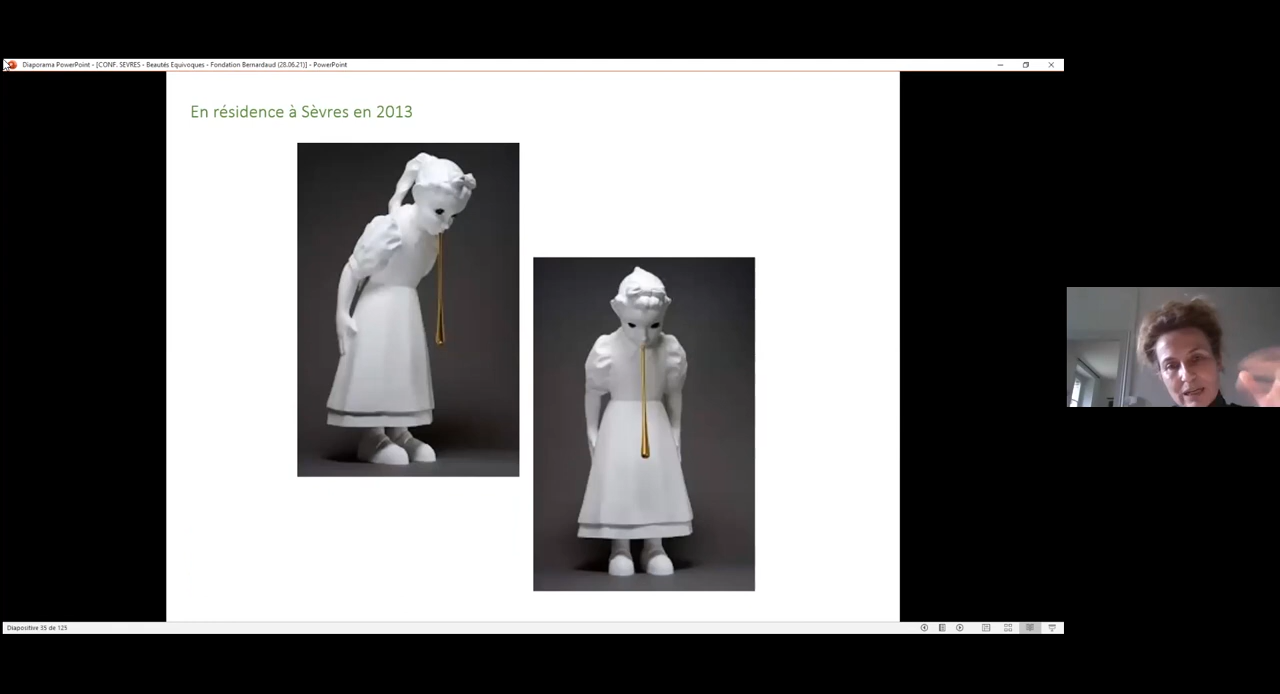 Diaporama PowerPoint - [CONF. SEVRES - Beautés Equivoques - Fondation Bernardaud (28.06.21)] - PowerPoint
En résidence à Sèvres en 2013
Diapositive 35 de 125